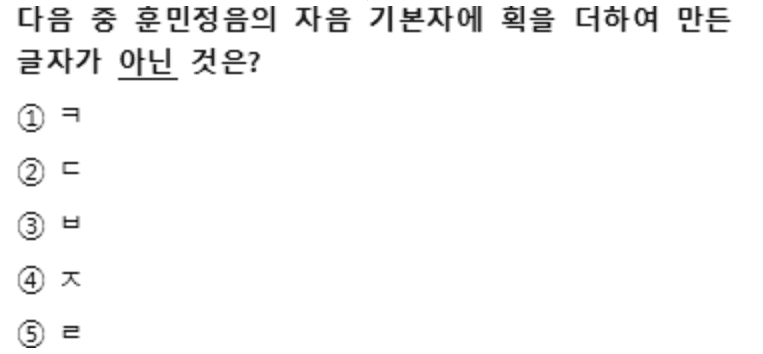 다음 중 훈민정음의 자음 기본자에 획을 더하여 만든
글자가 아닌 것은?
① ㅋ
② ㄷ
③ ㅂ
④ ㅈ
⑤ ㄹ